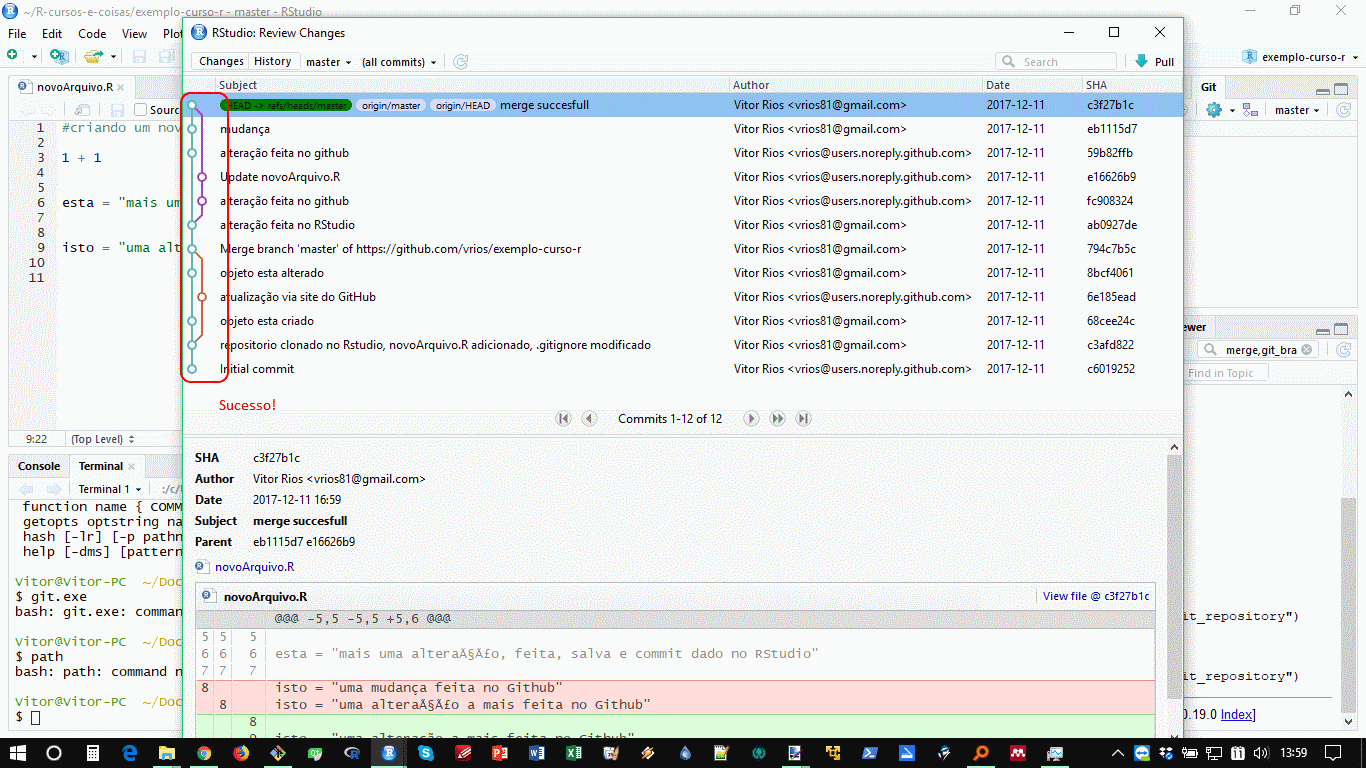 ~/R-cursos-e-coisas/exemplo-curso-r - master - RStudio
File Edit Code View Plo
RStudio: Review Changes
exemplo-curso-r
Changes History master (all commits) Search Pull
novoArquivo.R
Git
Sourc
master
Subject Author Date SHA
HEAD -> refs/heads/master origin/master origin/HEAD merge succesfull Vitor Rios <vrios81@gmail.com> 2017-12-11 c3f27b1c
mudança Vitor Rios <vrios81@gmail.com> 2017-12-11 eb1115d7
alteração feita no github Vitor Rios <vrios@users.noreply.github.com> 2017-12-11 59b82ffb
Update novoArquivo.R Vitor Rios <vrios@users.noreply.github.com> 2017-12-11 e16626b9
alteração feita no github Vitor Rios <vrios@users.noreply.github.com> 2017-12-11 fc908324
alteração feita no RStudio Vitor Rios <vrios81@gmail.com> 2017-12-11 ab0927de
Merge branch 'master' of https://github.com/vrios/exemplo-curso-r Vitor Rios <vrios81@gmail.com> 2017-12-11 794c7b5c
objeto esta alterado Vitor Rios <vrios81@gmail.com> 2017-12-11 8bcf4061
atualização via site do GitHub Vitor Rios <vrios@users.noreply.github.com> 2017-12-11 6e185ead
objeto esta criado Vitor Rios <vrios81@gmail.com> 2017-12-11 68cee24c
repositorio clonado no Rstudio, novoArquivo.R adicionado, .gitignore modificado Vitor Rios <vrios81@gmail.com> 2017-12-11 c3afd822
Initial commit Vitor Rios <vrios@users.noreply.github.com> 2017-12-11 c6019252
Sucesso!
Commits 1-12 of 12
1 #criando um nov
2
3 1 + 1
4
5
6 esta = "mais um
7
8
9 isto = "uma alt
10
11
9:22 (Top Level)
ewer
merge,git_bra
Find in Topic
SHA c3f27b1c
Author Vitor Rios <vrios81@gmail.com>
Date 2017-12-11 16:59
Subject merge succesfull
Parent eb1115d7 e16626b9
novoArquivo.R
novoArquivo.R View file @ c3f27b1c
@@@ -5,5 -5,5 +5,6 @@@
5 5 5
6 6 6 esta = "mais uma alteraÃ§Ã£o, feita, salva e commit dado no RStudio"
7 7 7
8 isto = "uma mudança feita no Github"
8 isto = "uma alteraÃ§Ã£o a mais feita no Github"
8
9 isto = "uma alteração a mais feita no Github"
Console Terminal
Terminal 1 :/c/
function name { COMM
getopts optstring na
hash [-lr] [-p pathn
help [-dms] [pattern
Vitor@Vitor-PC ~/Doc
$ git.exe
bash: git.exe: comman
Vitor@Vitor-PC ~/Doc
$ path
bash: path: command n
Vitor@Vitor-PC ~/Doc
$
it_repository")
it_repository")
0.19.0 Index]
13:59